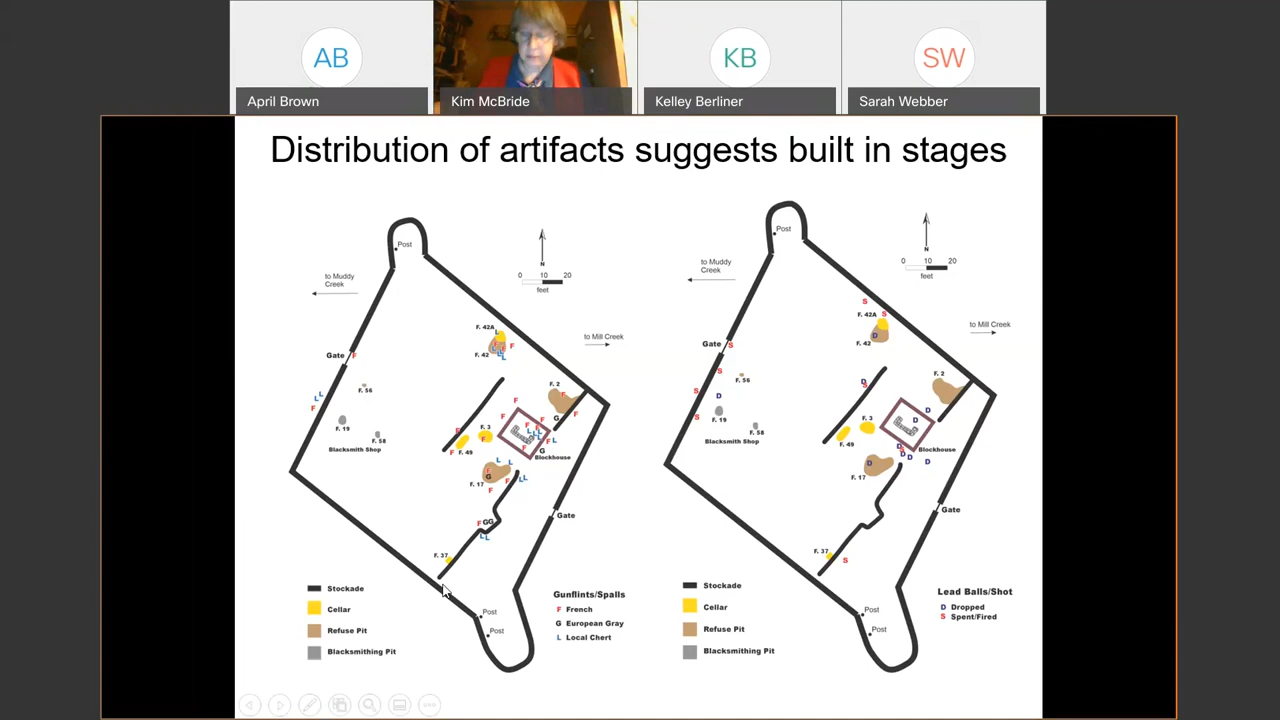 AB
KB
SW
April Brown
Kim McBride
Kelley Berliner
Sarah Webber
Distribution of artifacts suggests built in stages
Post
to Muddy
Creek
N
0 10 20
feet
F. 42A
L
F
F
L
L
L
F. 42
to Mill Creek
Gate F
L
L
F
F. 56
F. 19
F. 58
Blacksmith Shop
F. 2
F
F
G
F
F
F
F
F. 3
F
F
F
F. 49
L
L
L
F
L
F
G
Blockhouse
L
L
F
G
F. 17
F
F
LL
F
GG
LL
Gate
F. 37
Post
Post
Stockade
Cellar
Refuse Pit
Blacksmithing Pit
Gunflints/Spalls
F French
G European Gray
L Local Chert
Post
to Muddy
Creek
N
0 10 20
feet
S
F. 42A
S
D
F. 42
to Mill Creek
Gate S
S
S
D
S
F. 56
F. 19
F. 58
Blacksmith Shop
D
S
F. 2
D
D
F. 3
F. 49
Blockhouse
D
S
D
D
D
D
F. 17
Gate
F. 37
S
Post
Post
Stockade
Cellar
Refuse Pit
Blacksmithing Pit
Lead Balls/Shot
D Dropped
S Spent/Fired